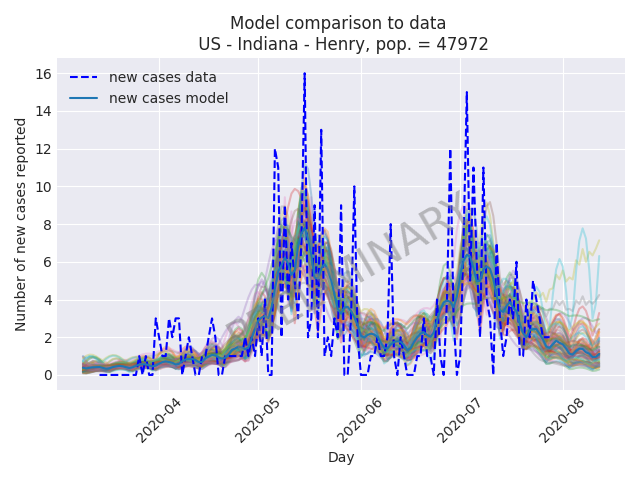 Model comparison to data
US - Indiana - Henry, pop. = 47972
new cases data
new cases model
Number of new cases reported
16
14
12
10
8
6
4
2
0
PRELIMINARY
2020-04
2020-05
2020-06
2020-07
2020-08
Day